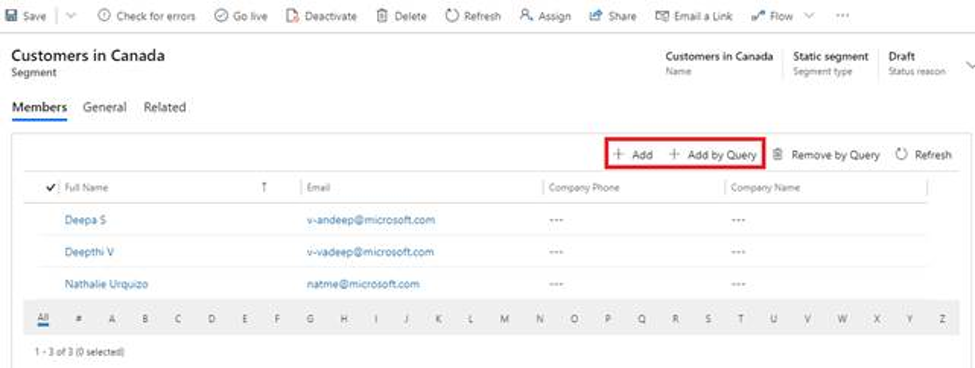 Save Check for errors Go live Deactivate Delete Refresh Assign Share Email a Link Flow ...
Customers in Canada
Segment
Customers in Canada Static segment Draft
Name Segment type Status reason
Members General Related
+ Add + Add by Query Remove by Query Refresh
Full Name ↑ Email Company Phone Company Name
Deepa S v-andeep@microsoft.com --- ---
Deepthi V v-vadeep@microsoft.com --- ---
Nathalie Urquizo natme@microsoft.com --- ---
All # A B C D E F G H I J K L M N O P Q R S T U V W X Y Z
1 - 3 of 3 (0 selected)